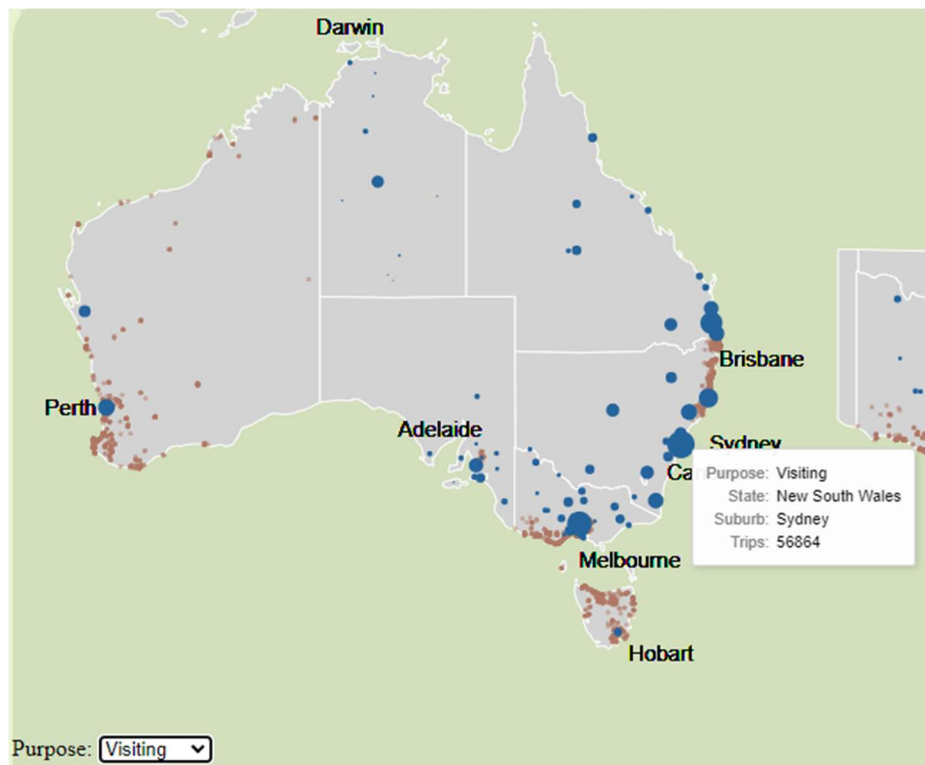 Darwin
Brisbane
Perth
Adelaide
Sydney
Ca
Purpose: Visiting
State: New South Wales
Suburb: Sydney
Trips: 56864
Melbourne
Hobart
Purpose: Visiting